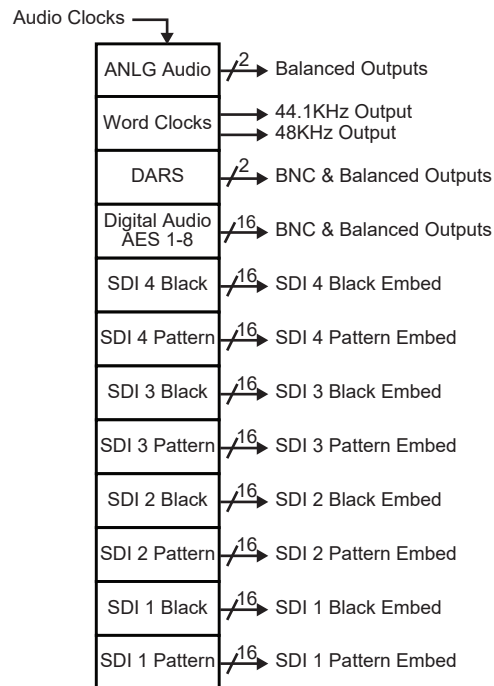 Audio Clocks
ANLG Audio 2 Balanced Outputs
Word Clocks 44.1KHz Output
48KHz Output
DARS 2 BNC & Balanced Outputs
Digital Audio
AES 1-8 16 BNC & Balanced Outputs
SDI 4 Black 16 SDI 4 Black Embed
SDI 4 Pattern 16 SDI 4 Pattern Embed
SDI 3 Black 16 SDI 3 Black Embed
SDI 3 Pattern 16 SDI 3 Pattern Embed
SDI 2 Black 16 SDI 2 Black Embed
SDI 2 Pattern 16 SDI 2 Pattern Embed
SDI 1 Black 16 SDI 1 Black Embed
SDI 1 Pattern 16 SDI 1 Pattern Embed